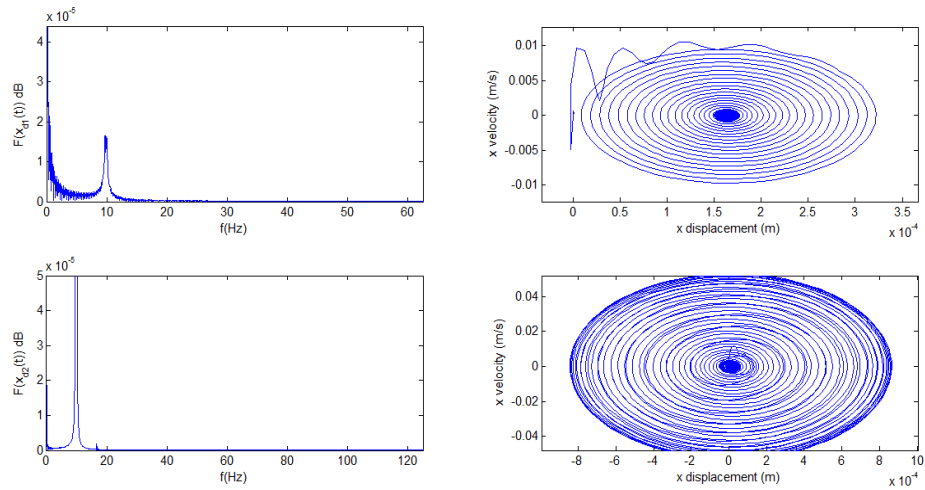 x 10⁻⁵
4
3
2
1
0
0 10 20 30 40 50 60
f(Hz)
F(x_d1(t)) dB
0.01
0.005
0
-0.005
-0.01
0 0.5 1 1.5 2 2.5 3 3.5
x displacement (m)
x 10⁻⁴
x velocity (m/s)
x 10⁻⁵
5
4
3
2
1
0
0 20 40 60 80 100 120
f(Hz)
F(x_d2(t)) dB
0.04
0.02
0
-0.02
-0.04
-8 -6 -4 -2 0 2 4 6 8 10
x displacement (m)
x 10⁻⁴
x velocity (m/s)